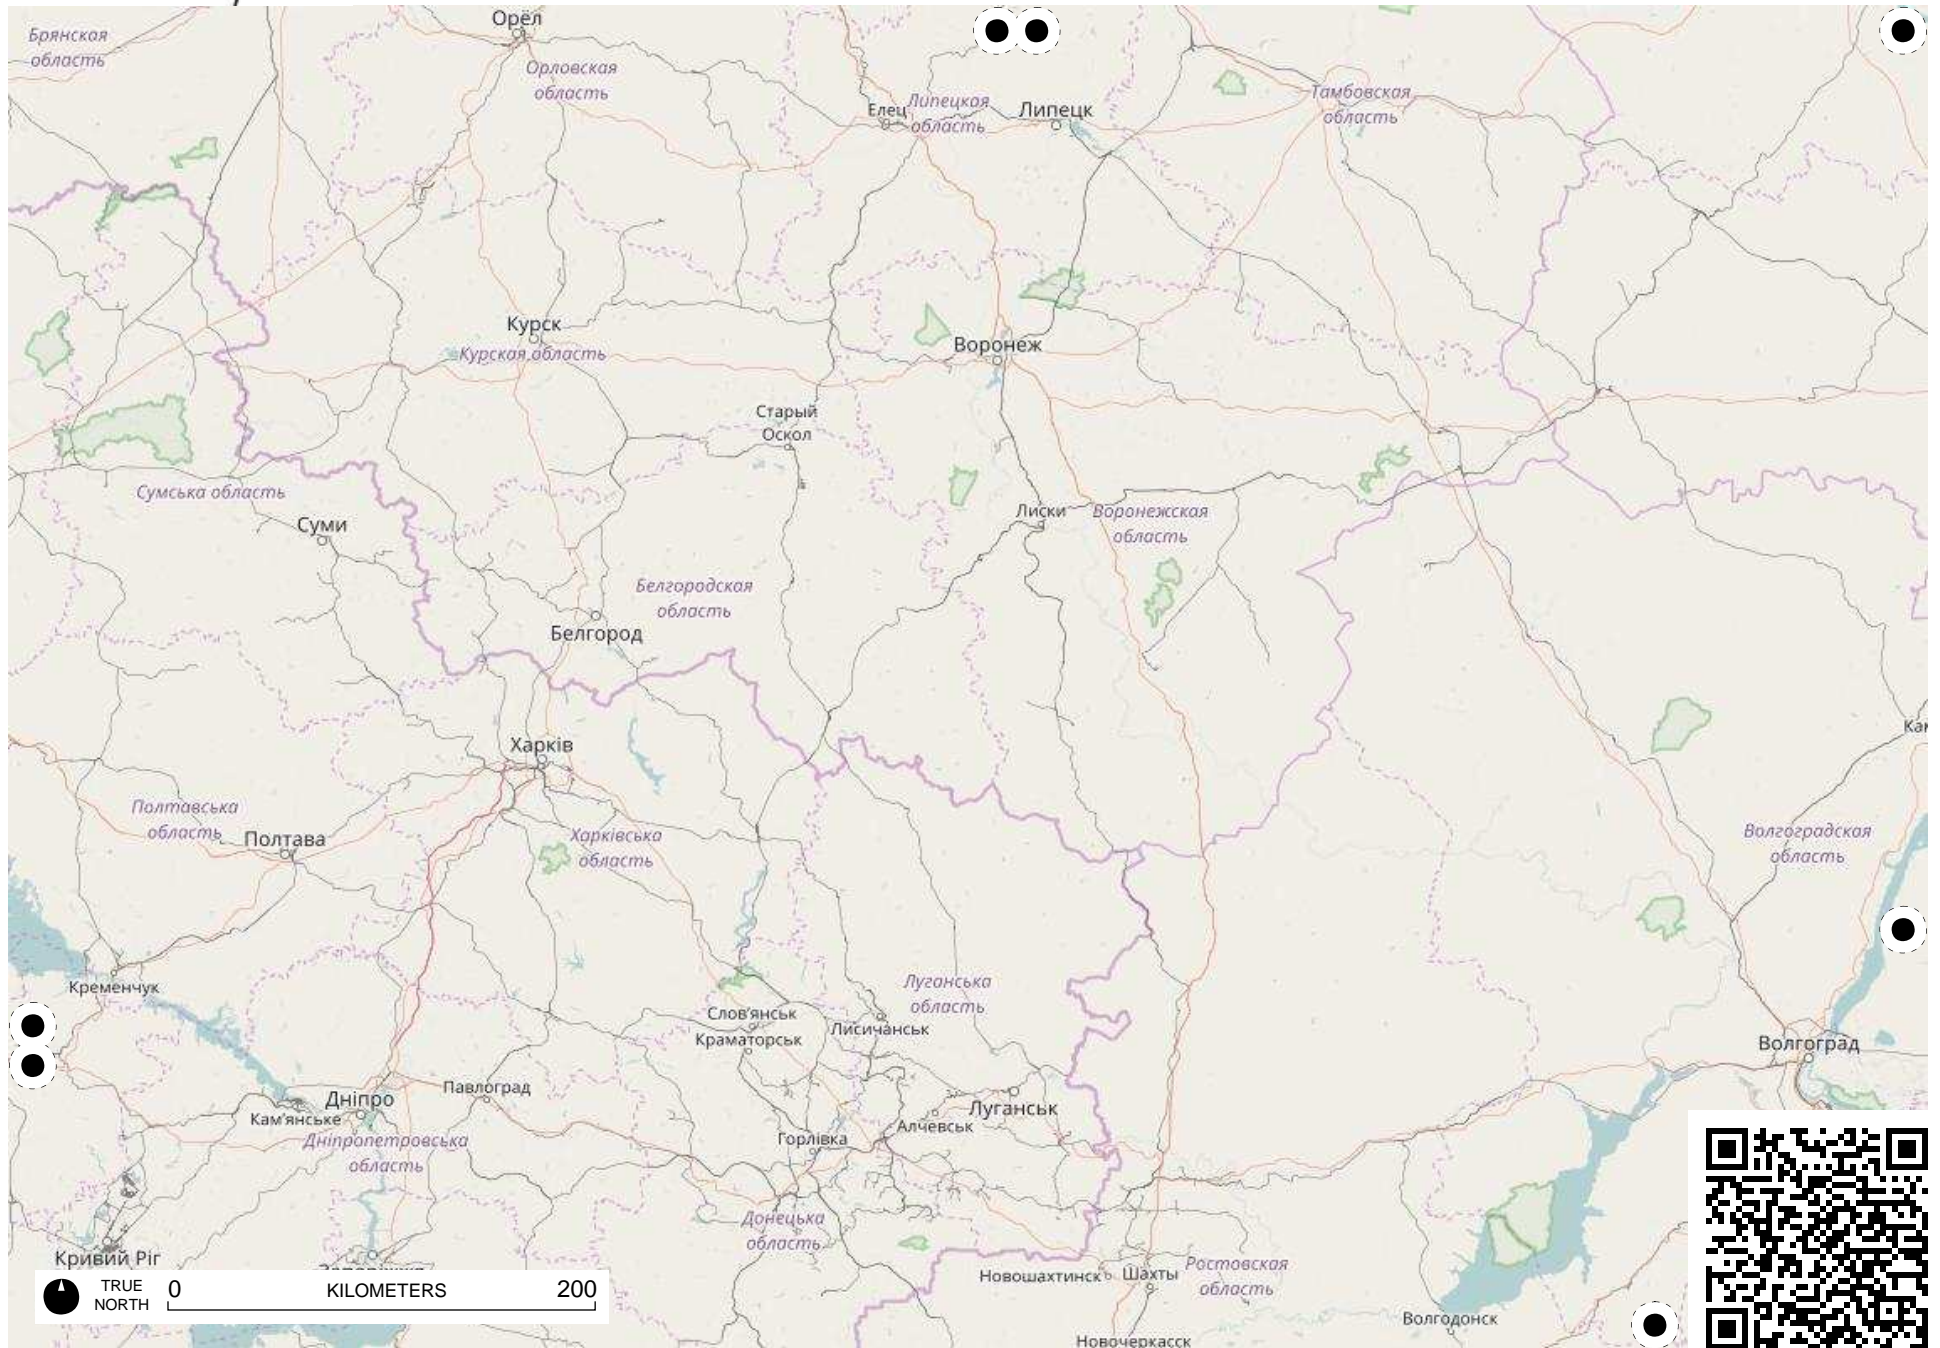 Орёл
Брянская
область
Орловская
область
Елец
Липецкая
область
Липецк
Тамбовская
область
Курск
Курская область
Воронеж
Старый
Оскол
Сумська область
Суми
Лиски
Воронежская
область
Белгородская
область
Белгород
Харків
Полтавська
область
Полтава
Харківська
область
Волгоградская
область
Кременчук
Луганська
область
Слов'янськ
Краматорськ
Лисичанськ
Волгоград
Павлоград
Дніпро
Кам'янське
Луганськ
Алчевськ
Горлівка
Дніпропетровська
область
Донецька
область
Кривий Ріг
Новошахтинск
Шахты
Ростовская
область
Волгодонск
Новочеркасск
TRUE
NORTH
0
KILOMETERS
200